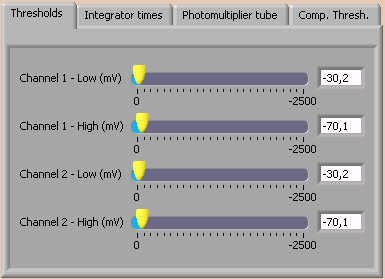 Thresholds Integrator times Photomultiplier tube Comp. Thresh.
Channel 1 - Low (mV) -30,2
0 -2500
Channel 1 - High (mV) -70,1
0 -2500
Channel 2 - Low (mV) -30,2
0 -2500
Channel 2 - High (mV) -70,1
0 -2500